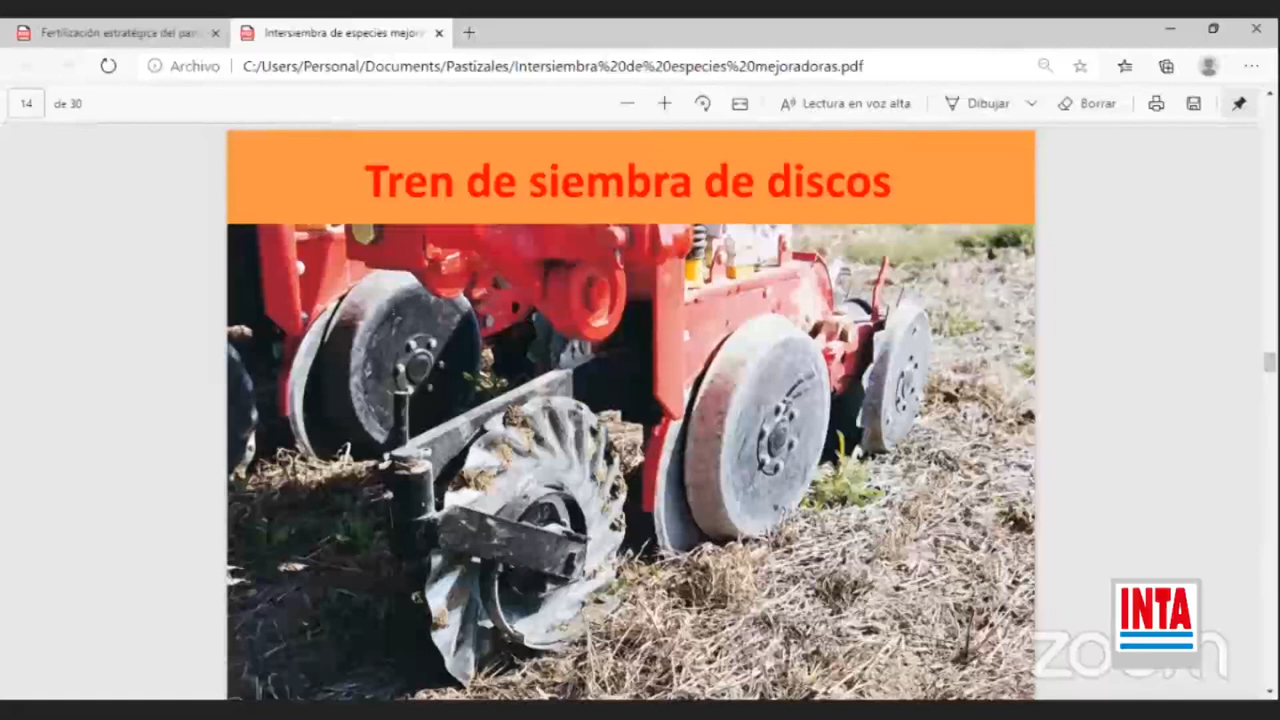 Fertilización estratégica del pas
Intersiembra de especies mejor
Archivo
C:/Users/Personal/Documents/Pastizales/Intersiembra%20de%20especies%20mejoradoras.pdf
14 de 30
Lectura en voz alta
Dibujar
Borrar
Tren de siembra de discos
INTA
zoom